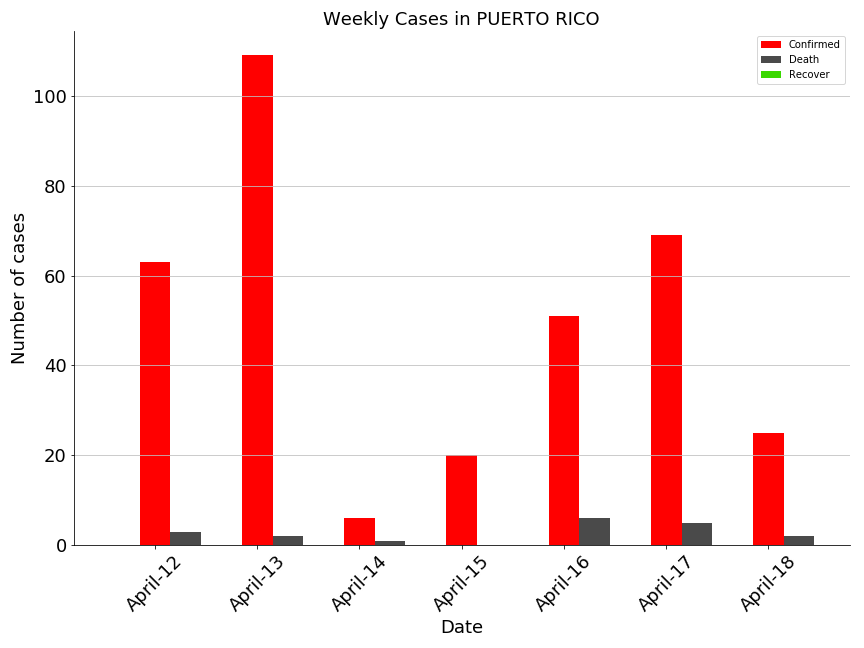 Weekly Cases in PUERTO RICO
Confirmed
Death
Recover
Number of cases
100
80
60
40
20
0
April-12
April-13
April-14
April-15
April-16
April-17
April-18
Date